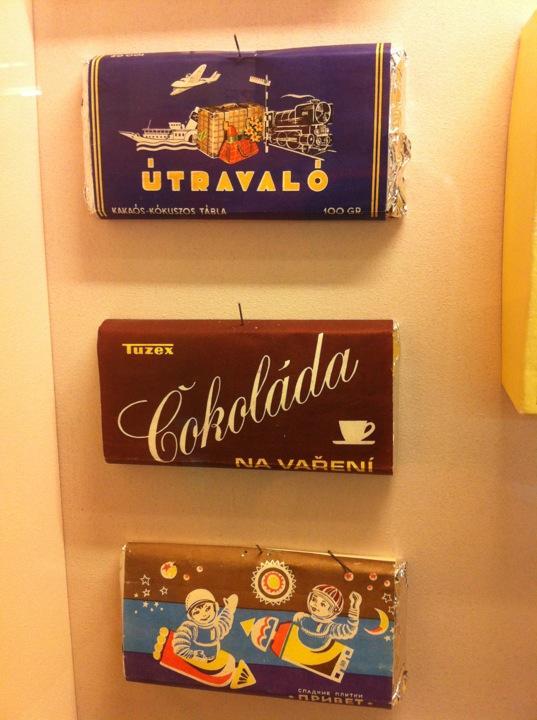 ÚTRAVALÓ
KAKAÓS-KÓKUSZOS TÁBLA 100 GR.
Tuzex
Čokoláda
NA VAŘENÍ
СЛАДКИЕ ПЛИТКИ
"ПРИВЕТ"